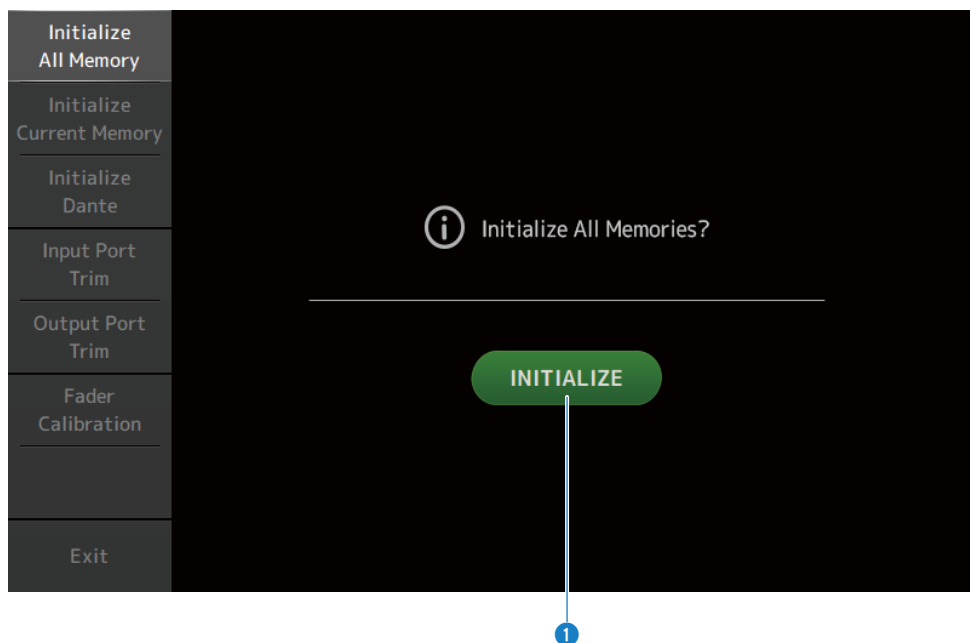 Initialize
All Memory
Initialize
Current Memory
Initialize
Dante
Input Port
Trim
Output Port
Trim
Fader
Calibration
Exit
Initialize All Memories?
INITIALIZE
1